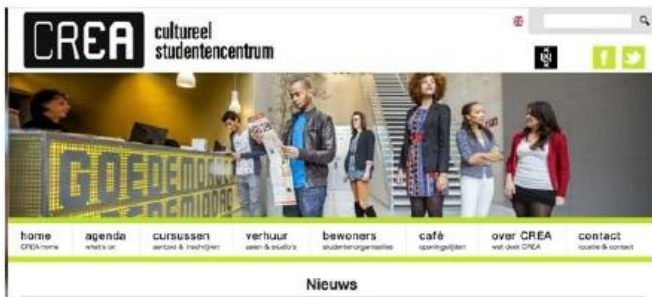 CREA
cultureel
studentencentrum
GOEDEMORG
home
CREA home
agenda
what's on
cursussen
aanbod & inschrijven
verhuur
zalen & studio's
bewoners
studentenorganisaties
café
openingstijden
over CREA
wat doet CREA
contact
locatie & contact
Nieuws